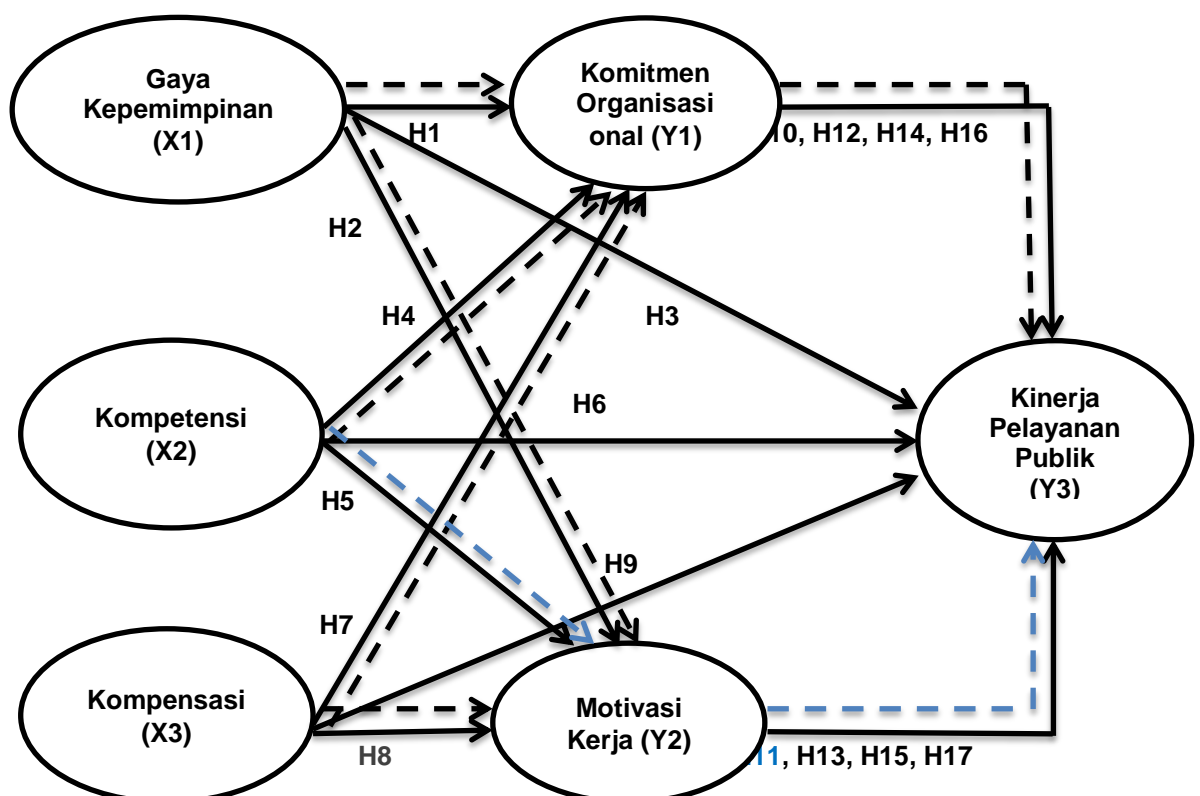 Gaya
Kepemimpinan
(X1)
Komitmen
Organisasi
onal (Y1)
H1
10, H12, H14, H16
H2
H4
H3
Kompetensi
(X2)
H6
Kinerja
Pelayanan
Publik
(Y3)
H5
H9
H7
Kompensasi
(X3)
Motivasi
Kerja (Y2)
H8
11, H13, H15, H17